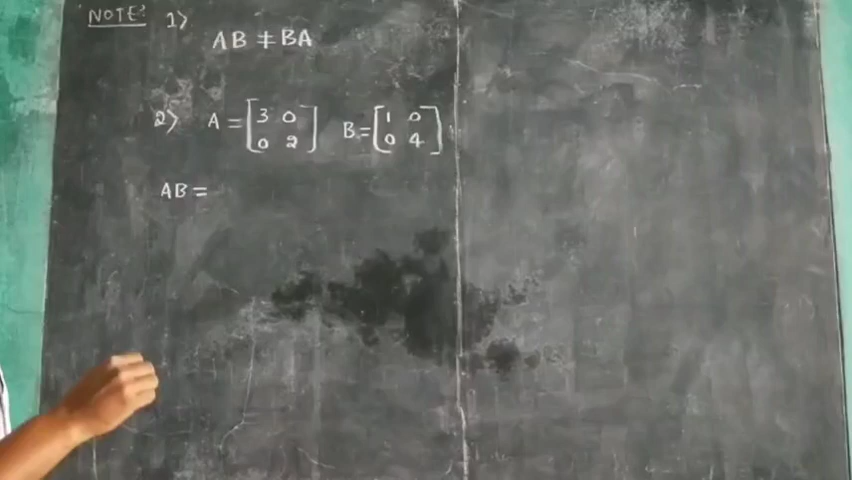 NOTE: 1>
AB ≠ BA
2> A = [3 0 0 2] B = [1 0 0 4]
AB =